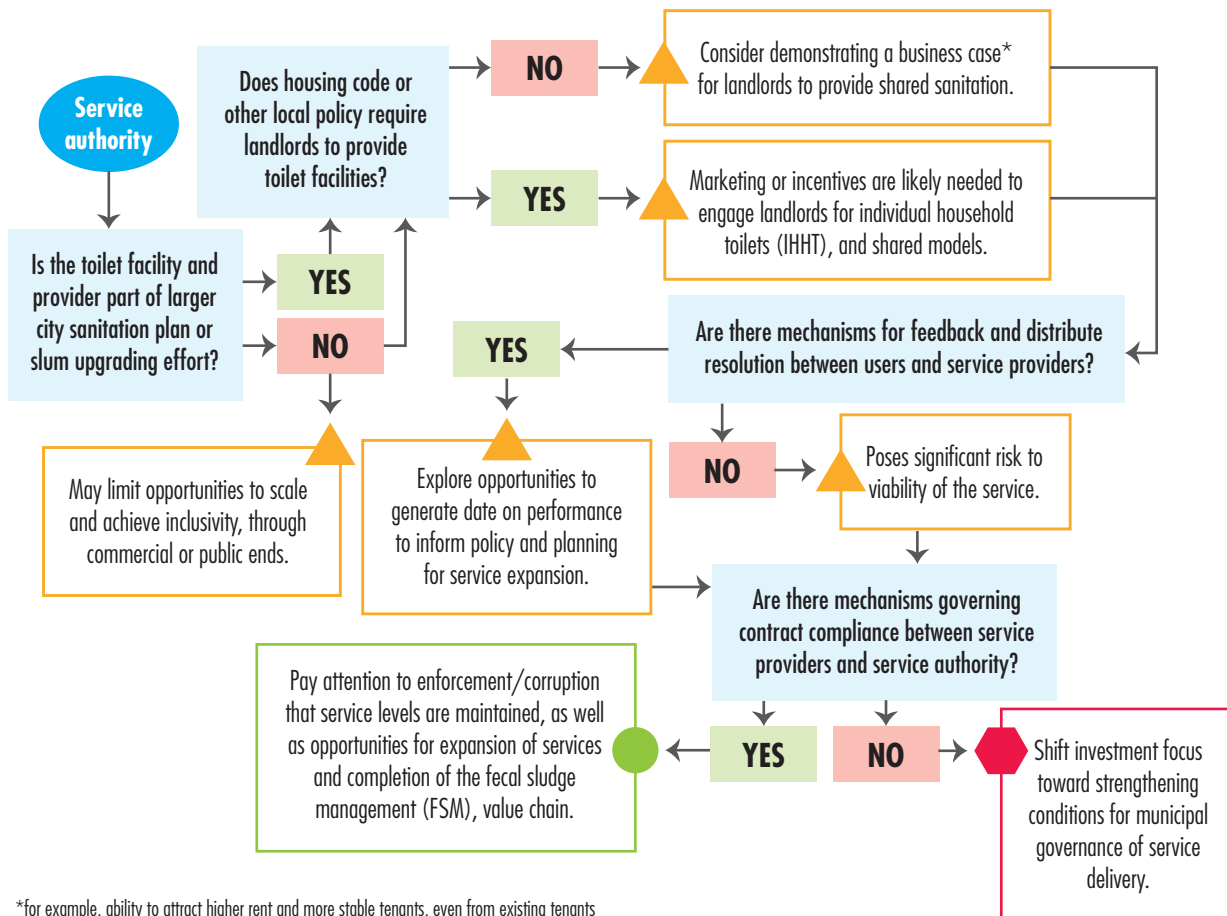 Service
authority
Is the toilet facility and
provider part of larger
city sanitation plan or
slum upgrading effort?
YES
NO
May limit opportunities to scale
and achieve inclusivity, through
commercial or public ends.
Does housing code or
other local policy require
landlords to provide
toilet facilities?
NO
Consider demonstrating a business case*
for landlords to provide shared sanitation.
YES
Marketing or incentives are likely needed to
engage landlords for individual household
toilets (IHHT), and shared models.
Are there mechanisms for feedback and distribute
resolution between users and service providers?
YES
Explore opportunities to
generate date on performance
to inform policy and planning
for service expansion.
NO
Poses significant risk to
viability of the service.
Are there mechanisms governing
contract compliance between service
providers and service authority?
YES
Pay attention to enforcement/corruption
that service levels are maintained, as well
as opportunities for expansion of services
and completion of the fecal sludge
management (FSM), value chain.
NO
Shift investment focus
toward strengthening
conditions for municipal
governance of service
delivery.
*for example, ability to attract higher rent and more stable tenants, even from existing tenants